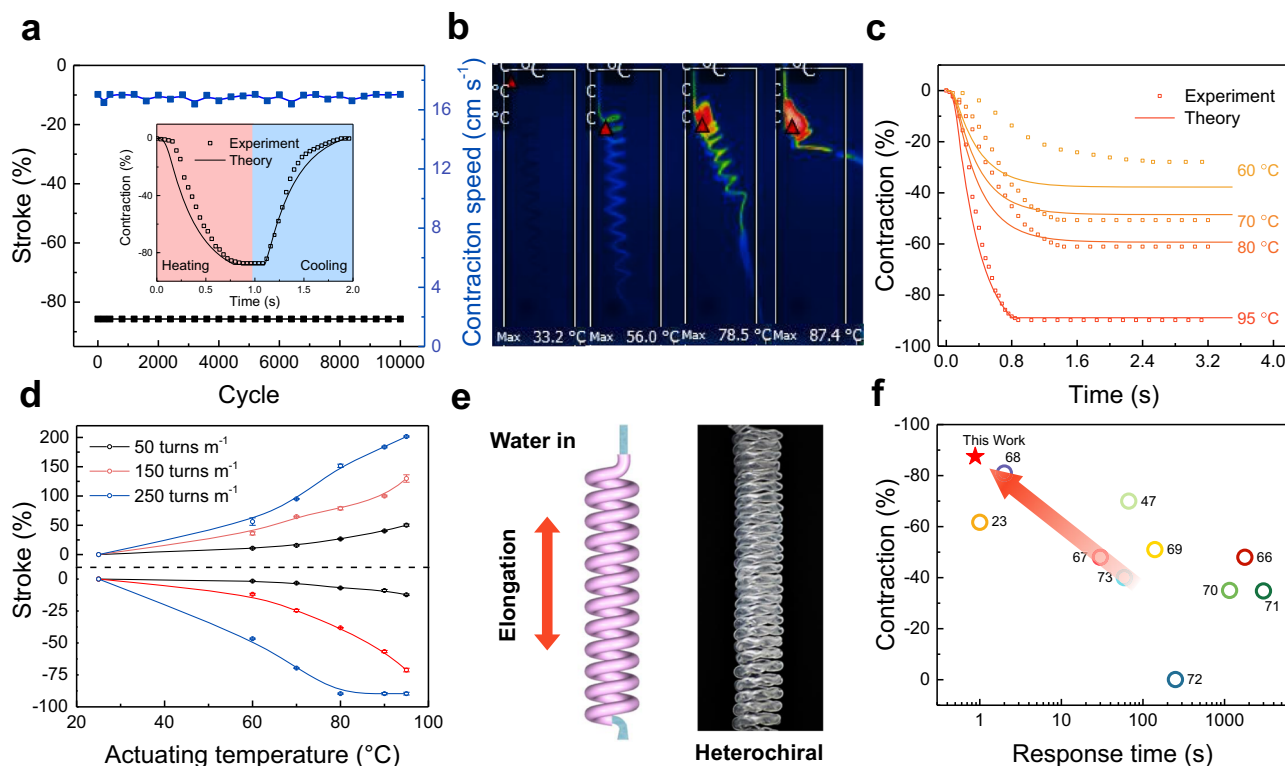 a
Stroke (%)
0
-20
-40
-60
-80
Contraciton speed (cm s⁻¹)
16
14
12
10
8
6
4
2
0
Contraction (%)
0
-40
-80
Experiment
Theory
Heating
Cooling
0.0 0.5 1.0 1.5 2.0
Time (s)
0 2000 4000 6000 8000 10000
Cycle
b
Max 33.2 °C
Max 56.0 °C
Max 78.5 °C
Max 87.4 °C
c
Contraction (%)
0
-20
-40
-60
-80
-100
Experiment
Theory
60 °C
70 °C
80 °C
95 °C
0.0 0.8 1.6 2.4 3.2 4.0
Time (s)
d
Stroke (%)
200
150
100
50
0
0
-25
-50
-75
-100
50 turns m⁻¹
150 turns m⁻¹
250 turns m⁻¹
20 40 60 80 100
Actuating temperature (°C)
e
Water in
Elongation
Heterochiral
f
Contraction (%)
-100
-80
-60
-40
-20
0
This Work
68
47
23
67
69
66
73
70
71
72
1 10 100 1000
Response time (s)